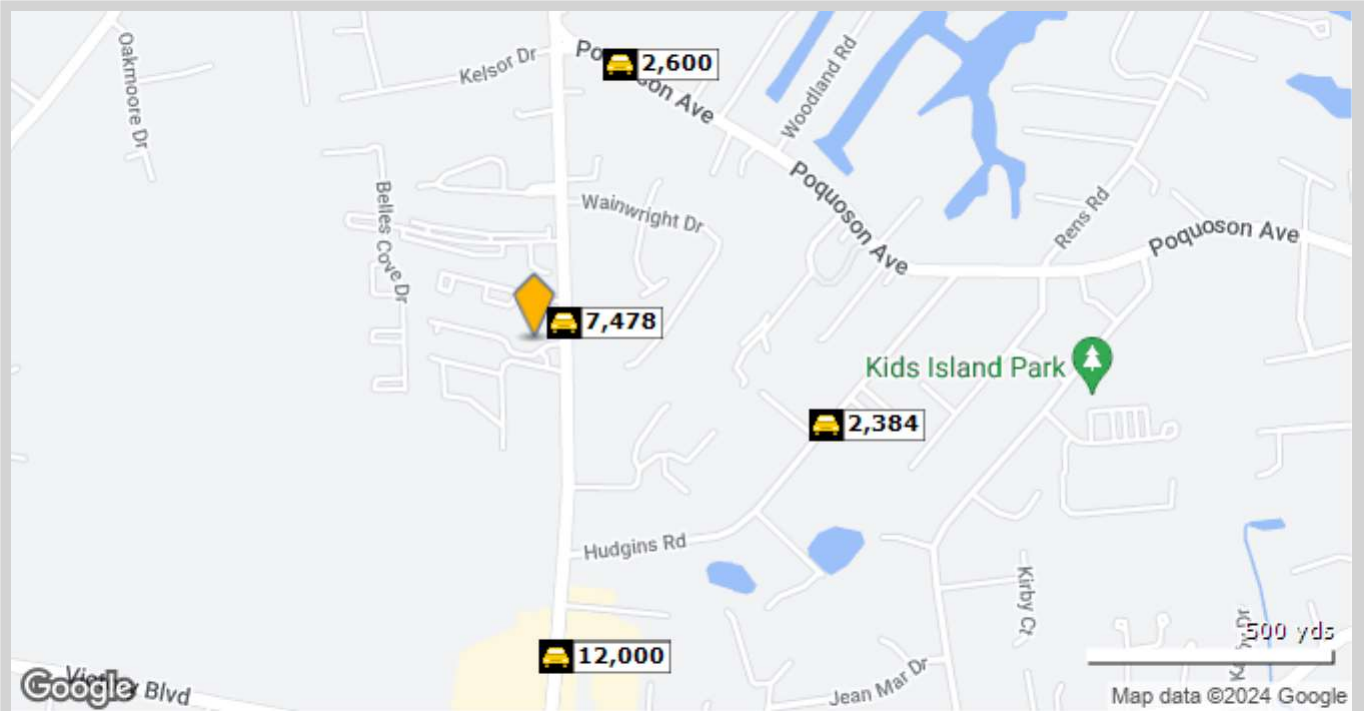 Oakmoore Dr
Kelsor Dr
2,600
Woodland Rd
Belles Cove Dr
Wainwright Dr
Poquoson Ave
Rens Rd
Poquoson Ave
7,478
Kids Island Park
2,384
Hudgins Rd
Kirby Ct
500 yds
12,000
Jean Mar Dr
Blvd
Google
Map data ©2024 Google